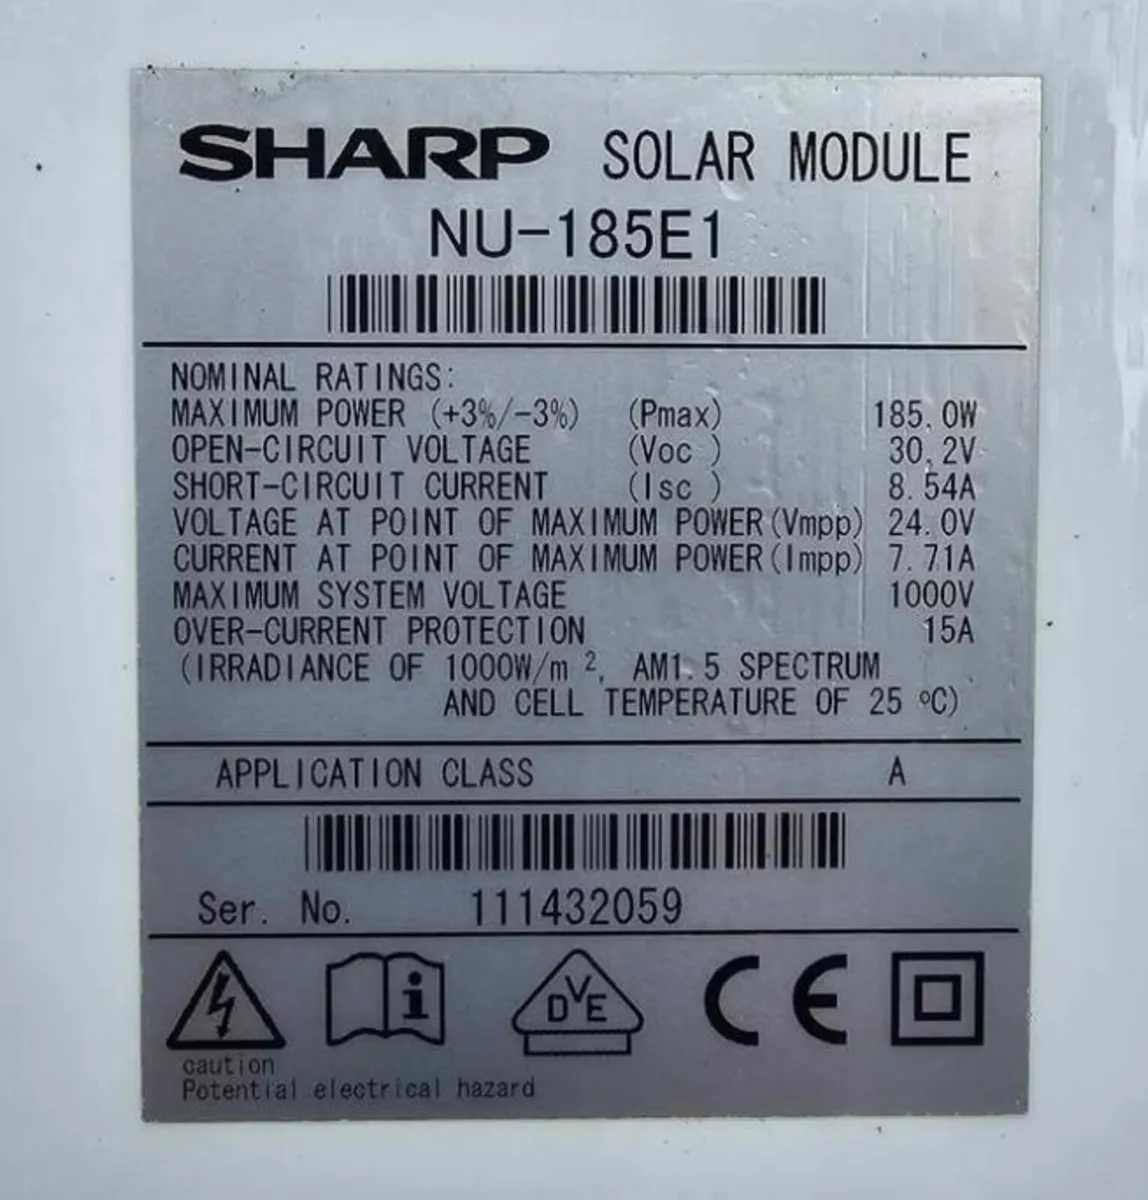 SHARP SOLAR MODULE
NU-185E1
NOMINAL RATINGS:
MAXIMUM POWER (+3%/-3%) (Pmax) 185.0W
OPEN-CIRCUIT VOLTAGE (Voc ) 30.2V
SHORT-CIRCUIT CURRENT (Isc ) 8.54A
VOLTAGE AT POINT OF MAXIMUM POWER(Vmpp) 24.0V
CURRENT AT POINT OF MAXIMUM POWER(Impp) 7.71A
MAXIMUM SYSTEM VOLTAGE 1000V
OVER-CURRENT PROTECTION 15A
(IRRADIANCE OF 1000W/m², AM1.5 SPECTRUM
AND CELL TEMPERATURE OF 25 ºC)
APPLICATION CLASS A
Ser. No. 111432059
i DVE CE
caution
Potential electrical hazard